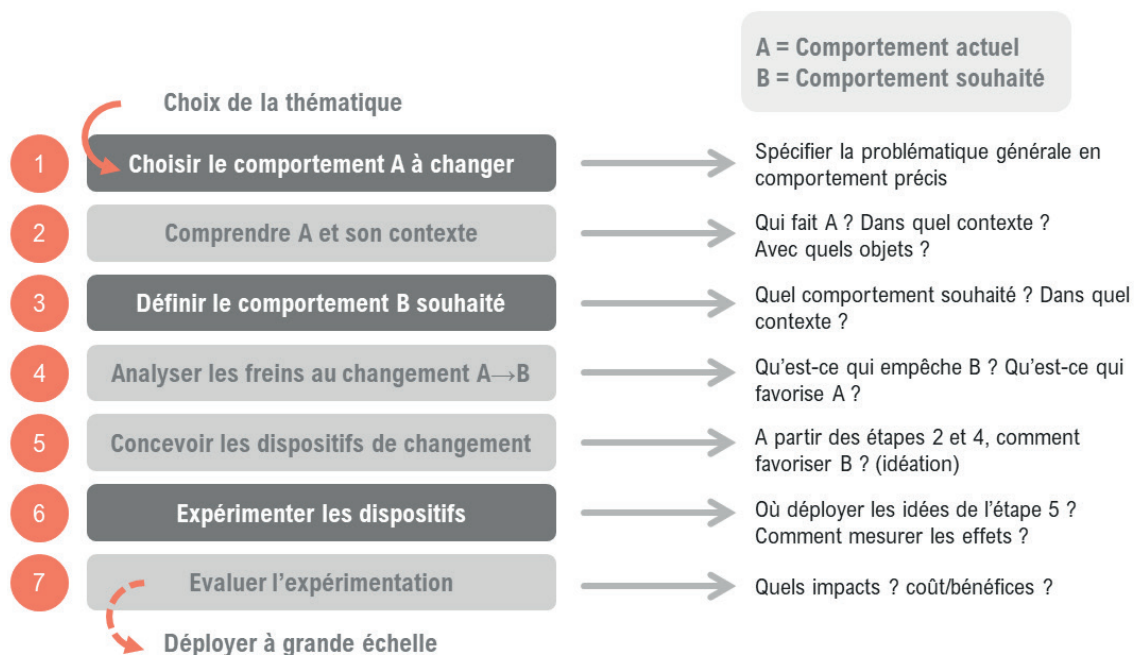 A = Comportement actuel
B = Comportement souhaité
Choix de la thématique
1
Choisir le comportement A à changer
Spécifier la problématique générale en
comportement précis
2
Comprendre A et son contexte
Qui fait A ? Dans quel contexte ?
Avec quels objets ?
3
Définir le comportement B souhaité
Quel comportement souhaité ? Dans quel
contexte ?
4
Analyser les freins au changement A→B
Qu'est-ce qui empêche B ? Qu'est-ce qui
favorise A ?
5
Concevoir les dispositifs de changement
A partir des étapes 2 et 4, comment
favoriser B ? (idéation)
6
Expérimenter les dispositifs
Où déployer les idées de l'étape 5 ?
Comment mesurer les effets ?
7
Evaluer l'expérimentation
Quels impacts ? coût/bénéfices ?
Déployer à grande échelle